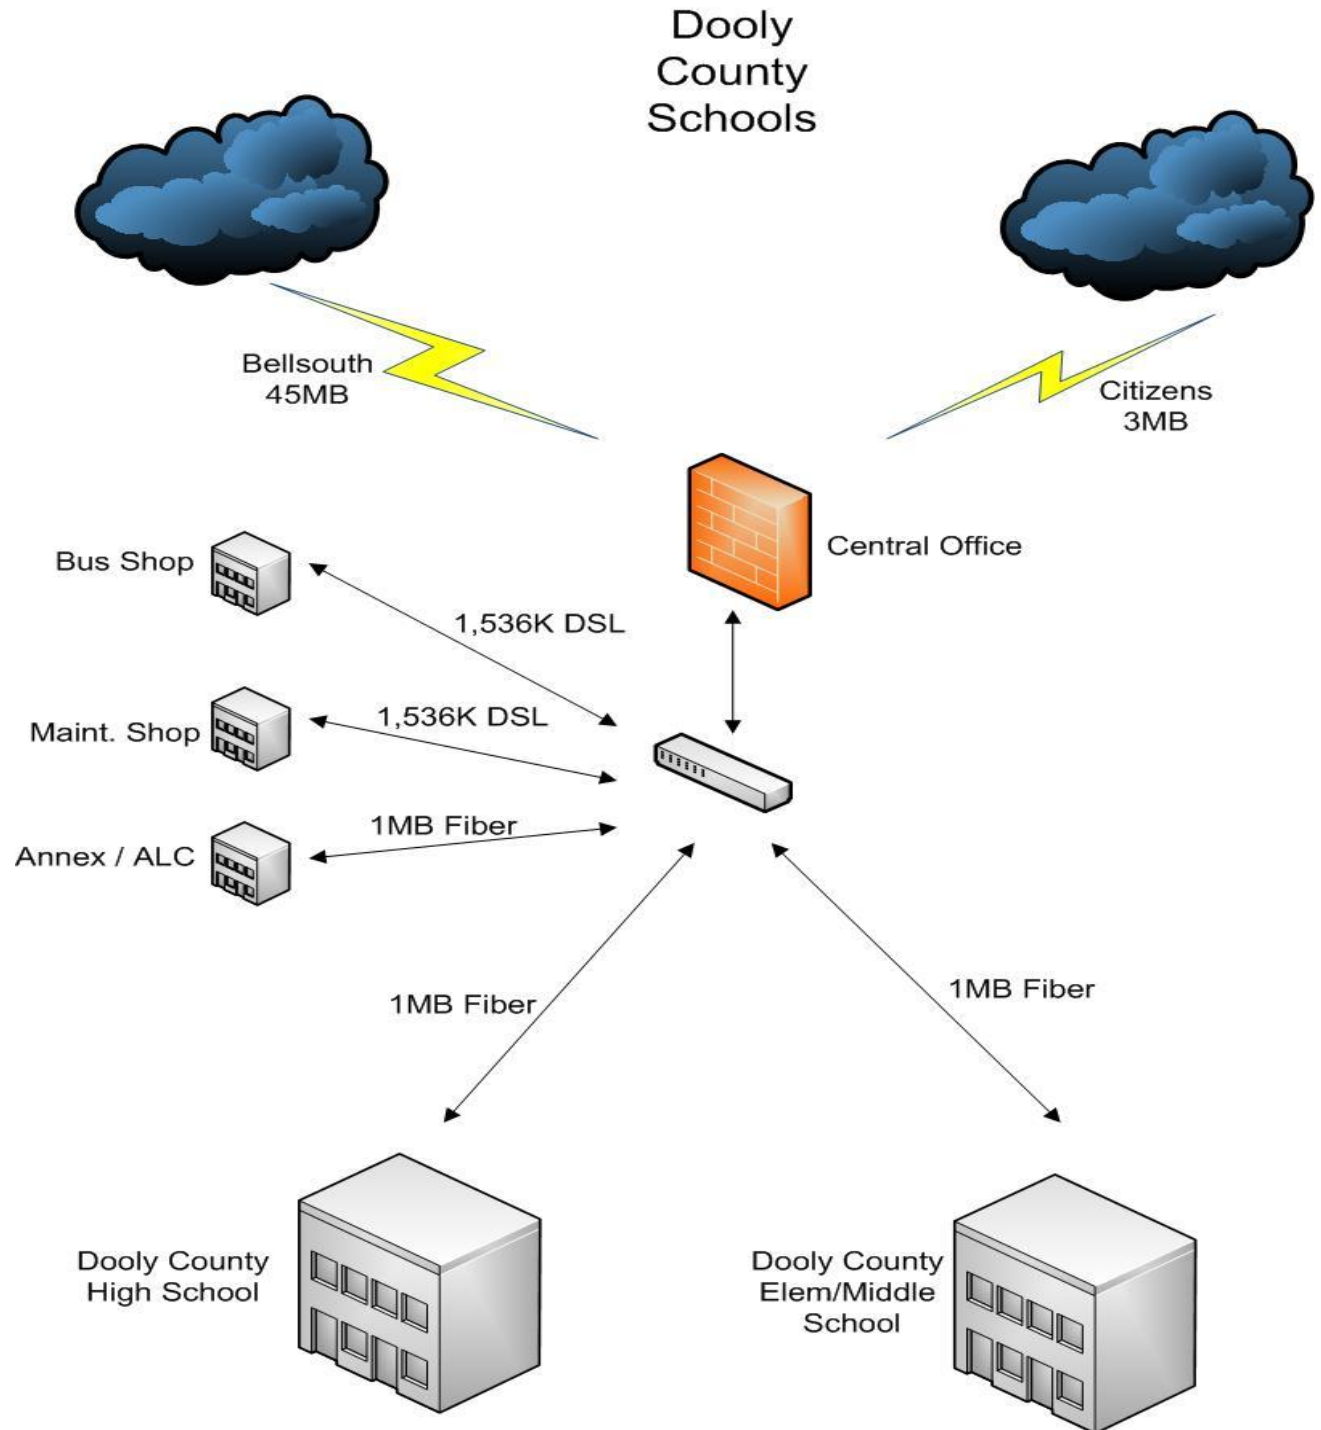 Dooly
County
Schools
Bellsouth
45MB
Citizens
3MB
Central Office
Bus Shop
1,536K DSL
Maint. Shop
1,536K DSL
Annex / ALC
1MB Fiber
1MB Fiber
1MB Fiber
Dooly County
High School
Dooly County
Elem/Middle
School